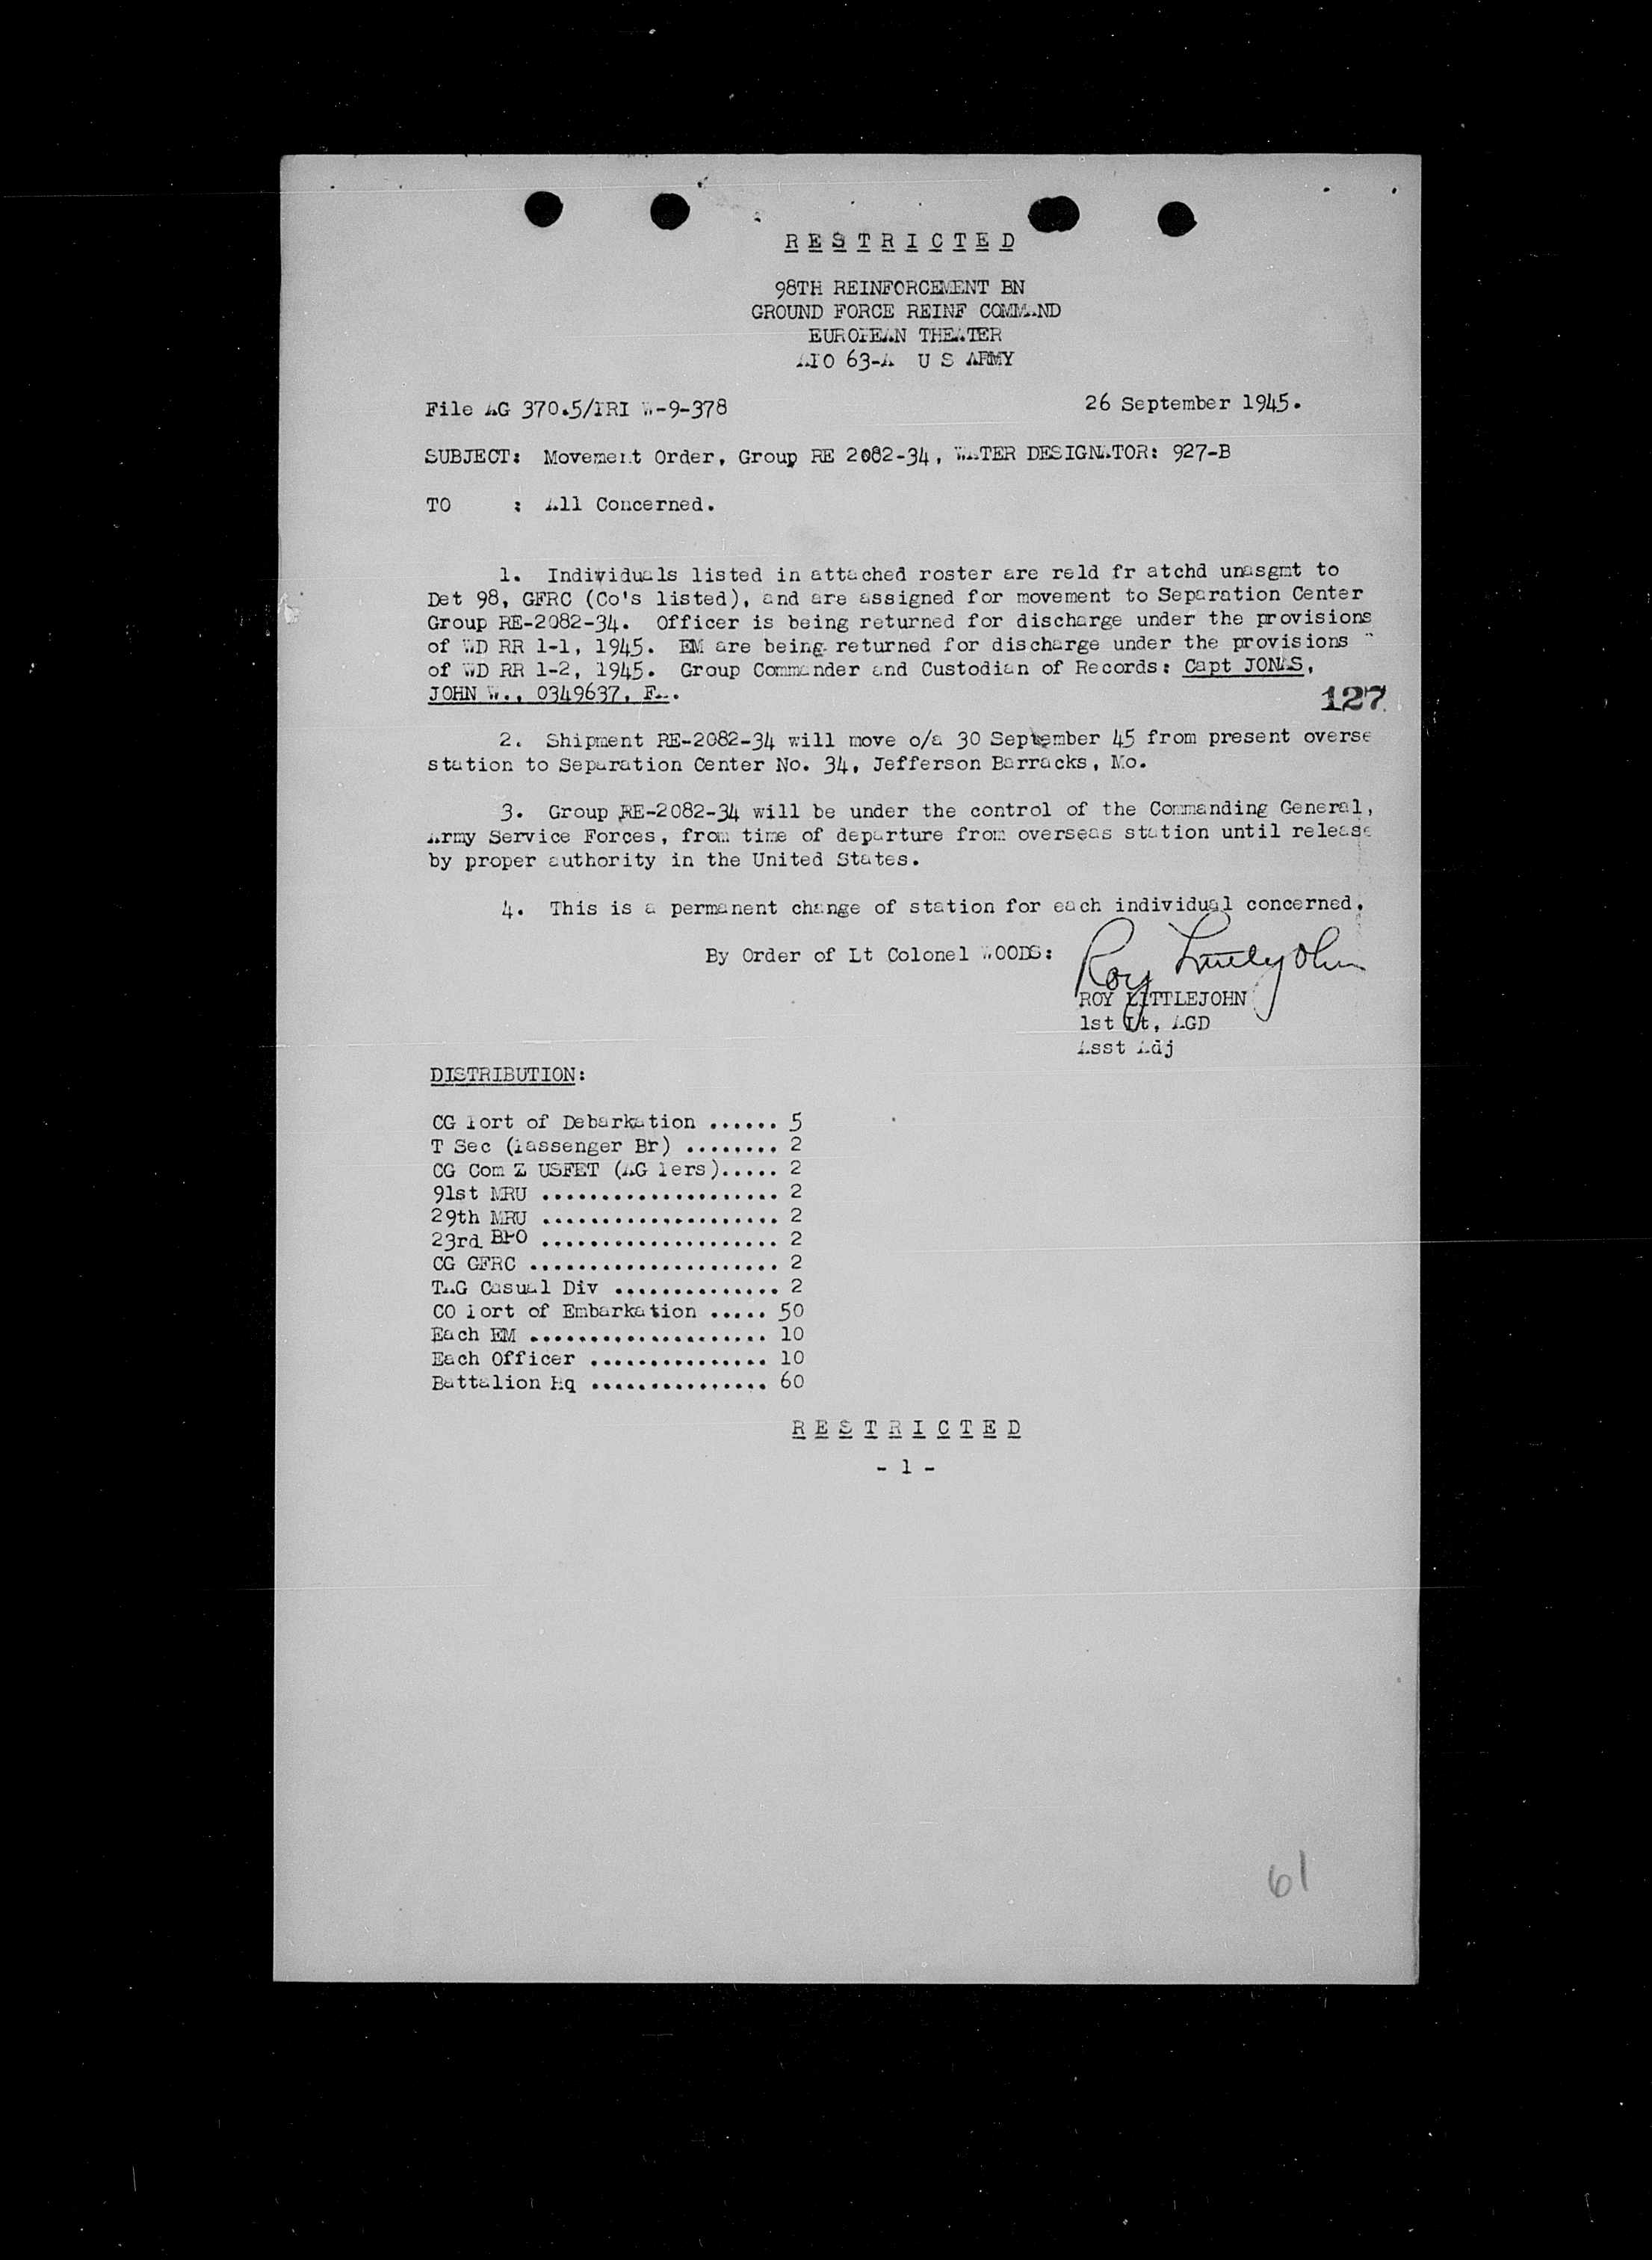 RESTRICTED
98TH REINFORCEMENT BN
GROUND FORCE REINF COMMAND
EUROPEAN THEATER
APO 63-A U S ARMY
File AG 370.5/PRI W-9-378 26 September 1945.
SUBJECT: Movement Order, Group RE 2082-34, WATER DESIGNATOR: 927-B
TO : All Concerned.
1. Individuals listed in attached roster are reld fr atchd unasgmt to
Det 98, GFRC (Co's listed), and are assigned for movement to Separation Center
Group RE-2082-34. Officer is being returned for discharge under the provisions
of WD RR 1-1, 1945. EM are being returned for discharge under the provisions
of WD RR 1-2, 1945. Group Commander and Custodian of Records: Capt JONAS,
JOHN W., 0349637, FA.
127
2. Shipment RE-2082-34 will move o/a 30 September 45 from present overse
station to Separation Center No. 34, Jefferson Barracks, Mo.
3. Group RE-2082-34 will be under the control of the Commanding General,
Army Service Forces, from time of departure from overseas station until release
by proper authority in the United States.
4. This is a permanent change of station for each individual concerned.
By Order of Lt Colonel WOODS:
Roy Littlejohn
ROY LITTLEJOHN
1st Lt, AGD
Asst Adj
DISTRIBUTION:
CG Port of Debarkation ...... 5
T Sec (Passenger Br) ........ 2
CG Com Z USFET (AG Pers)..... 2
91st MRU .................... 2
29th MRU .................... 2
23rd BPO .................... 2
CG GFRC ..................... 2
TAG Casual Div .............. 2
CO Port of Embarkation ..... 50
Each EM .................... 10
Each Officer ............... 10
Battalion Hq ............... 60
RESTRICTED
- 1 -
61